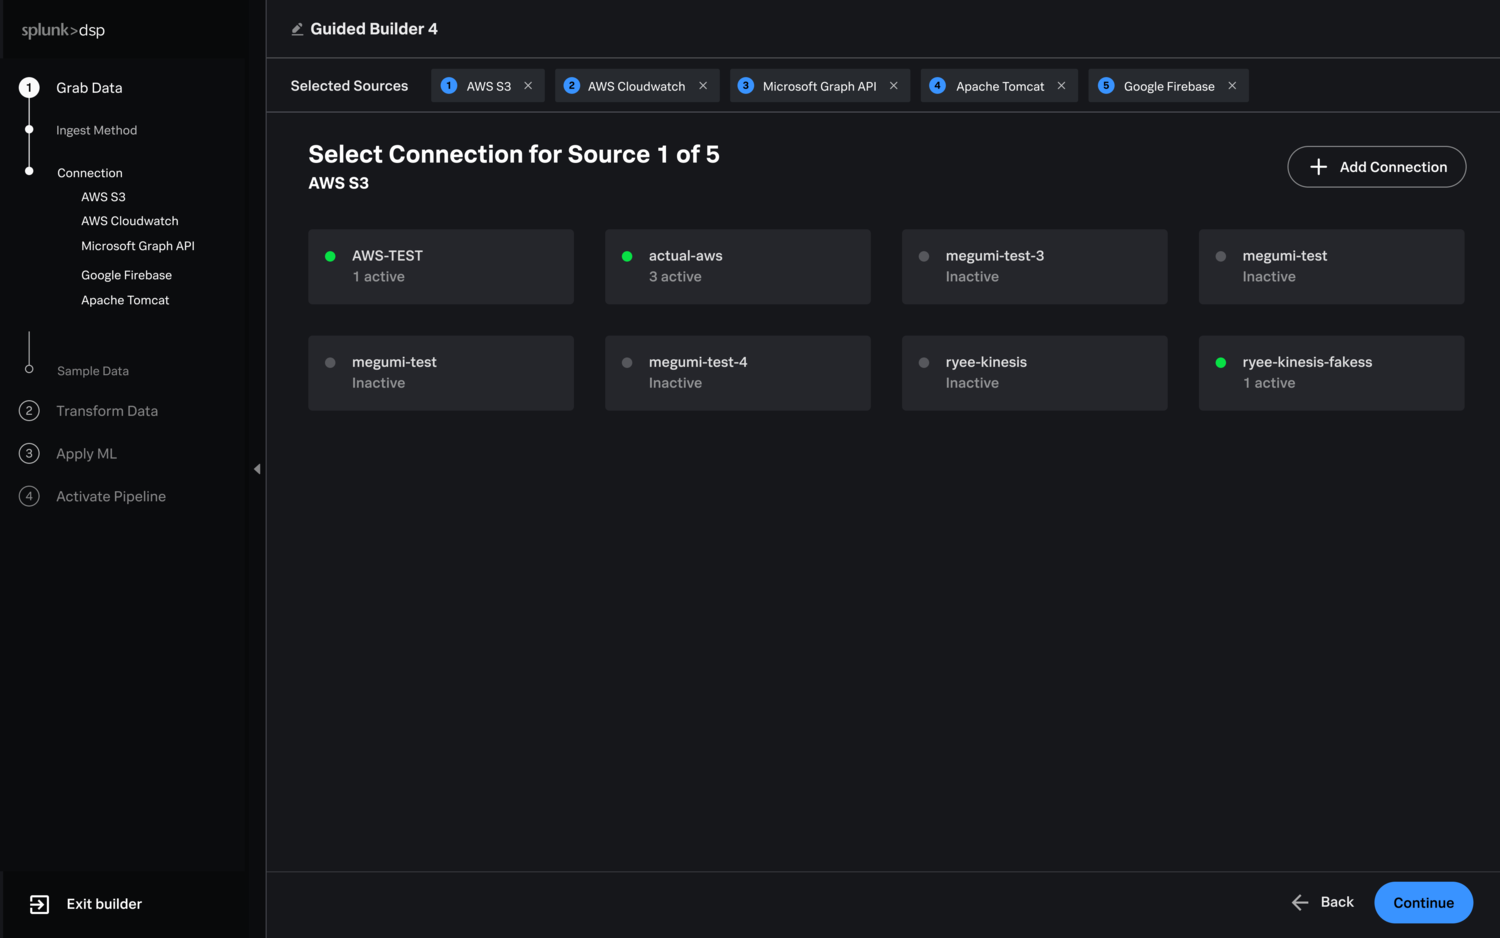 splunk>dsp
1 Grab Data
Ingest Method
Connection
AWS S3
AWS Cloudwatch
Microsoft Graph API
Google Firebase
Apache Tomcat
Sample Data
2 Transform Data
3 Apply ML
4 Activate Pipeline
Exit builder
Guided Builder 4
Selected Sources 1 AWS S3 2 AWS Cloudwatch 3 Microsoft Graph API 4 Apache Tomcat 5 Google Firebase
Select Connection for Source 1 of 5
AWS S3
Add Connection
AWS-TEST
1 active
actual-aws
3 active
megumi-test-3
Inactive
megumi-test
Inactive
megumi-test
Inactive
megumi-test-4
Inactive
ryee-kinesis
Inactive
ryee-kinesis-fakess
1 active
Back
Continue